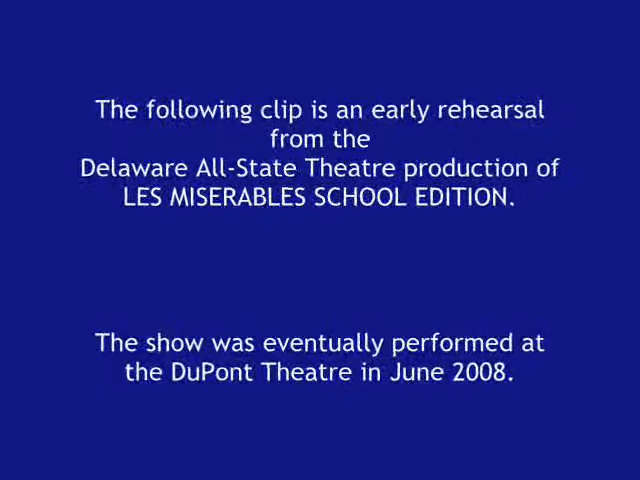 The following clip is an early rehearsal
from the
Delaware All-State Theatre production of
LES MISERABLES SCHOOL EDITION.
The show was eventually performed at
the DuPont Theatre in June 2008.